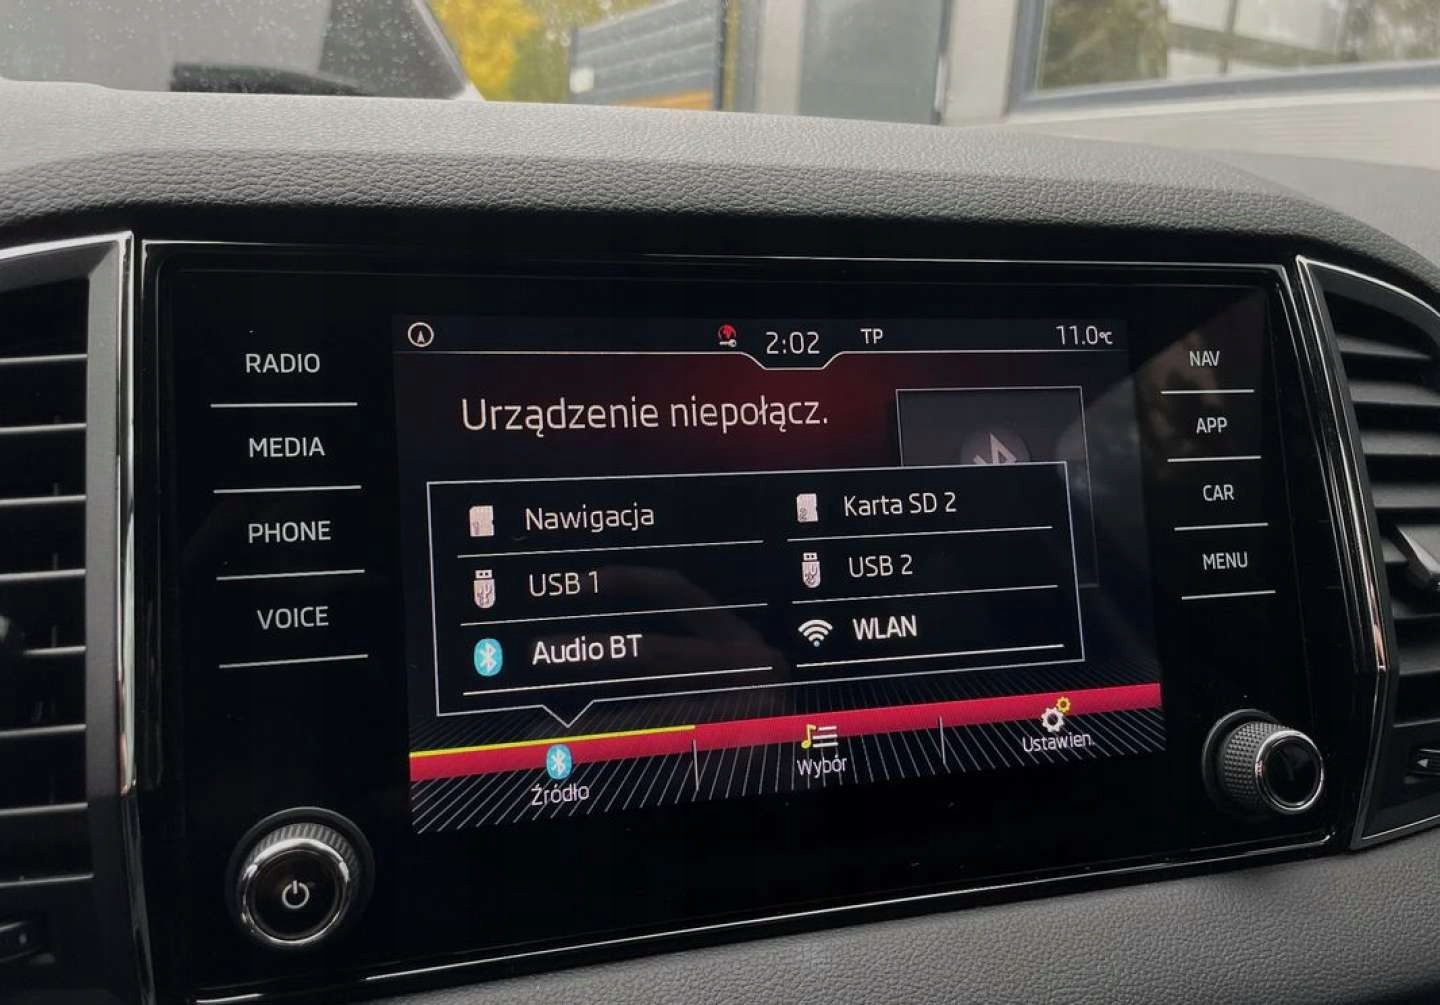 2:02
TP
11.0°C
RADIO
MEDIA
PHONE
VOICE
Urządzenie niepołącz.
Nawigacja
Karta SD 2
USB 1
USB 2
Audio BT
WLAN
Źródło
Wybór
Ustawien.
NAV
APP
CAR
MENU